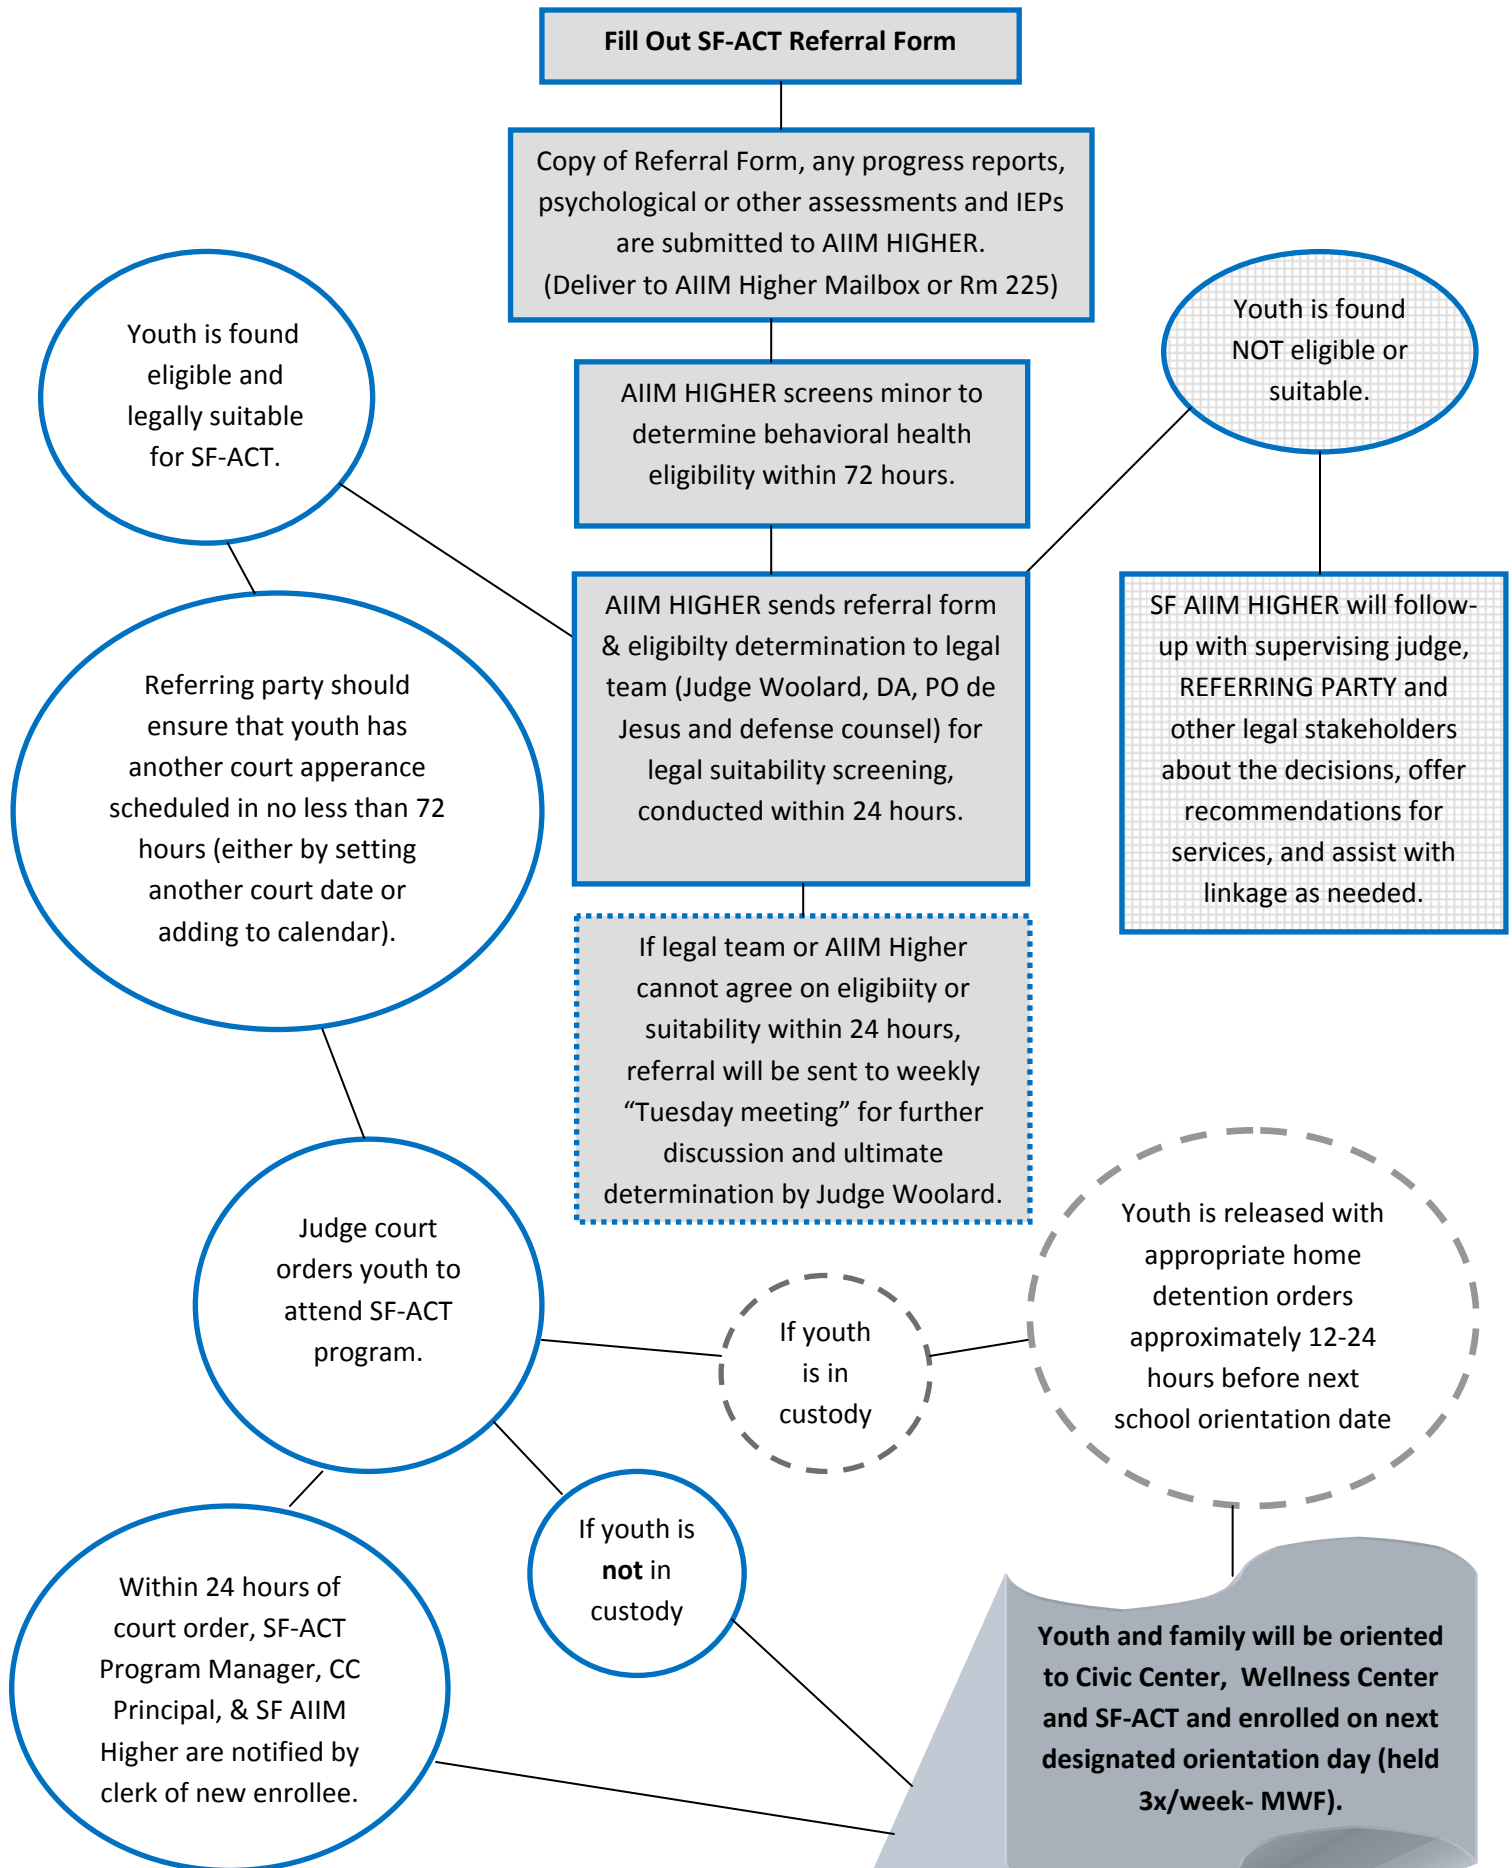 Fill Out SF-ACT Referral Form
Copy of Referral Form, any progress reports,
psychological or other assessments and IEPs
are submitted to AIIM HIGHER.
(Deliver to AIIM Higher Mailbox or Rm 225)
Youth is found
eligible and
legally suitable
for SF-ACT.
Youth is found
NOT eligible or
suitable.
AIIM HIGHER screens minor to
determine behavioral health
eligibility within 72 hours.
AIIM HIGHER sends referral form
& eligibilty determination to legal
team (Judge Woolard, DA, PO de
Jesus and defense counsel) for
legal suitability screening,
conducted within 24 hours.
SF AIIM HIGHER will follow-
up with supervising judge,
REFERRING PARTY and
other legal stakeholders
about the decisions, offer
recommendations for
services, and assist with
linkage as needed.
Referring party should
ensure that youth has
another court apperance
scheduled in no less than 72
hours (either by setting
another court date or
adding to calendar).
If legal team or AIIM Higher
cannot agree on eligibiity or
suitability within 24 hours,
referral will be sent to weekly
“Tuesday meeting” for further
discussion and ultimate
determination by Judge Woolard.
Judge court
orders youth to
attend SF-ACT
program.
If youth
is in
custody
Youth is released with
appropriate home
detention orders
approximately 12-24
hours before next
school orientation date
If youth is
not in
custody
Within 24 hours of
court order, SF-ACT
Program Manager, CC
Principal, & SF AIIM
Higher are notified by
clerk of new enrollee.
Youth and family will be oriented
to Civic Center, Wellness Center
and SF-ACT and enrolled on next
designated orientation day (held
3x/week- MWF).